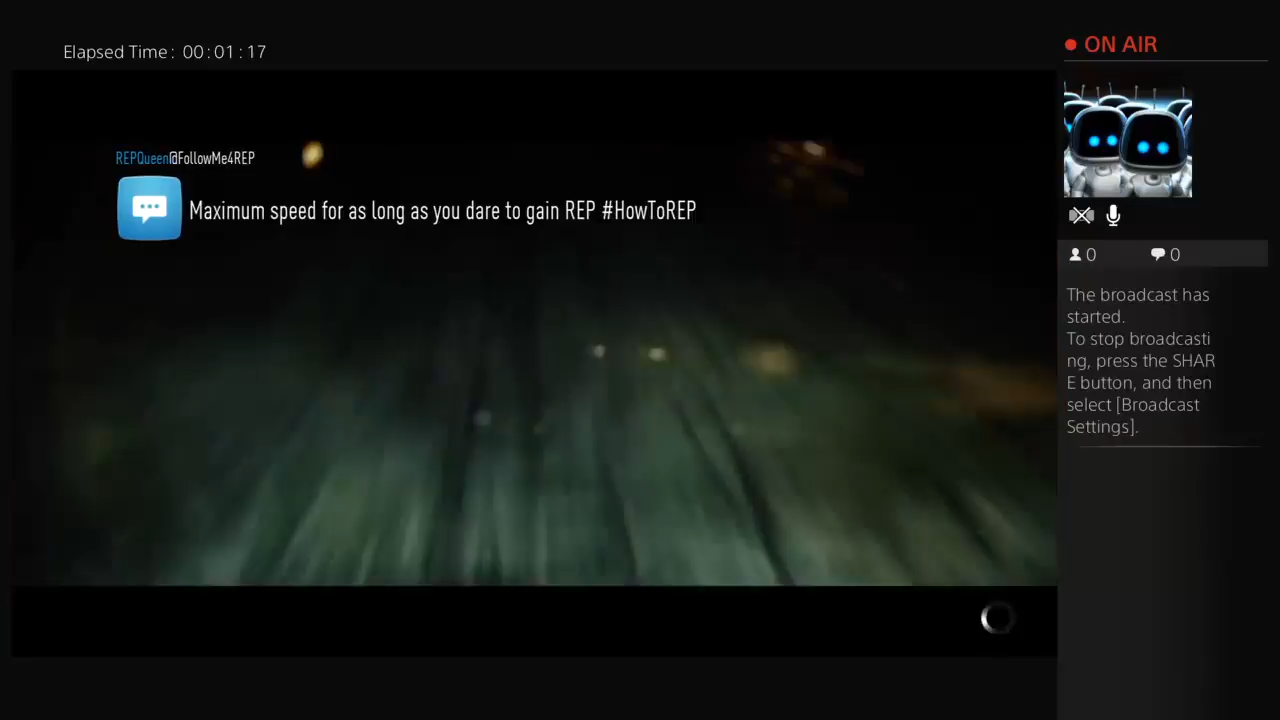 Elapsed Time: 00:01:17
ON AIR
REPQueen@FollowMe4REP
Maximum speed for as long as you dare to gain REP #HowToREP
0 0
The broadcast has
started.
To stop broadcasti
ng, press the SHAR
E button, and then
select [Broadcast
Settings].